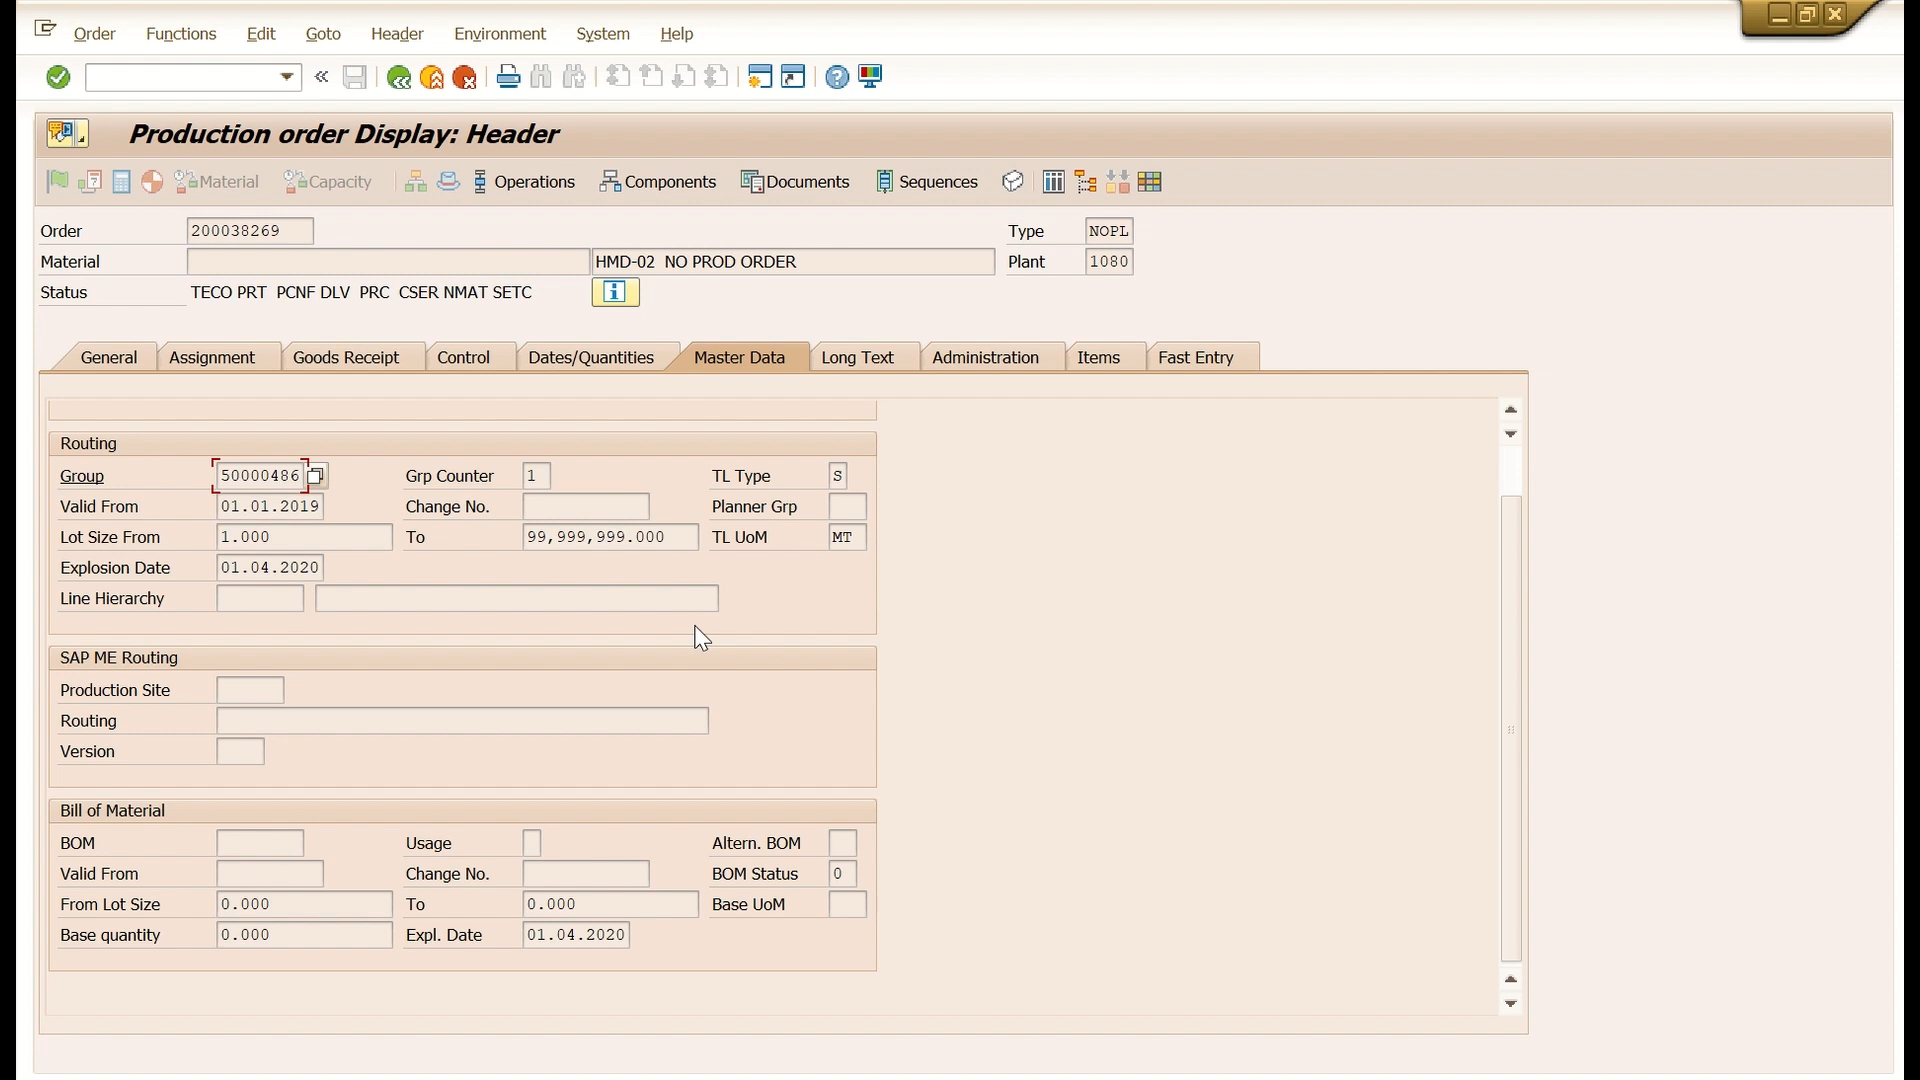 Order Functions Edit Goto Header Environment System Help
Production order Display: Header
Material Capacity Operations Components Documents Sequences
Order 200038269 Type NOPL
Material HMD-02 NO PROD ORDER Plant 1080
Status TECO PRT PCNF DLV PRC CSER NMAT SETC
General Assignment Goods Receipt Control Dates/Quantities Master Data Long Text Administration Items Fast Entry
Routing
Group 50000486 Grp Counter 1 TL Type S
Valid From 01.01.2019 Change No. Planner Grp
Lot Size From 1.000 To 99,999,999.000 TL UoM MT
Explosion Date 01.04.2020
Line Hierarchy
SAP ME Routing
Production Site
Routing
Version
Bill of Material
BOM Usage Altern. BOM
Valid From Change No. BOM Status 0
From Lot Size 0.000 To 0.000 Base UoM
Base quantity 0.000 Expl. Date 01.04.2020